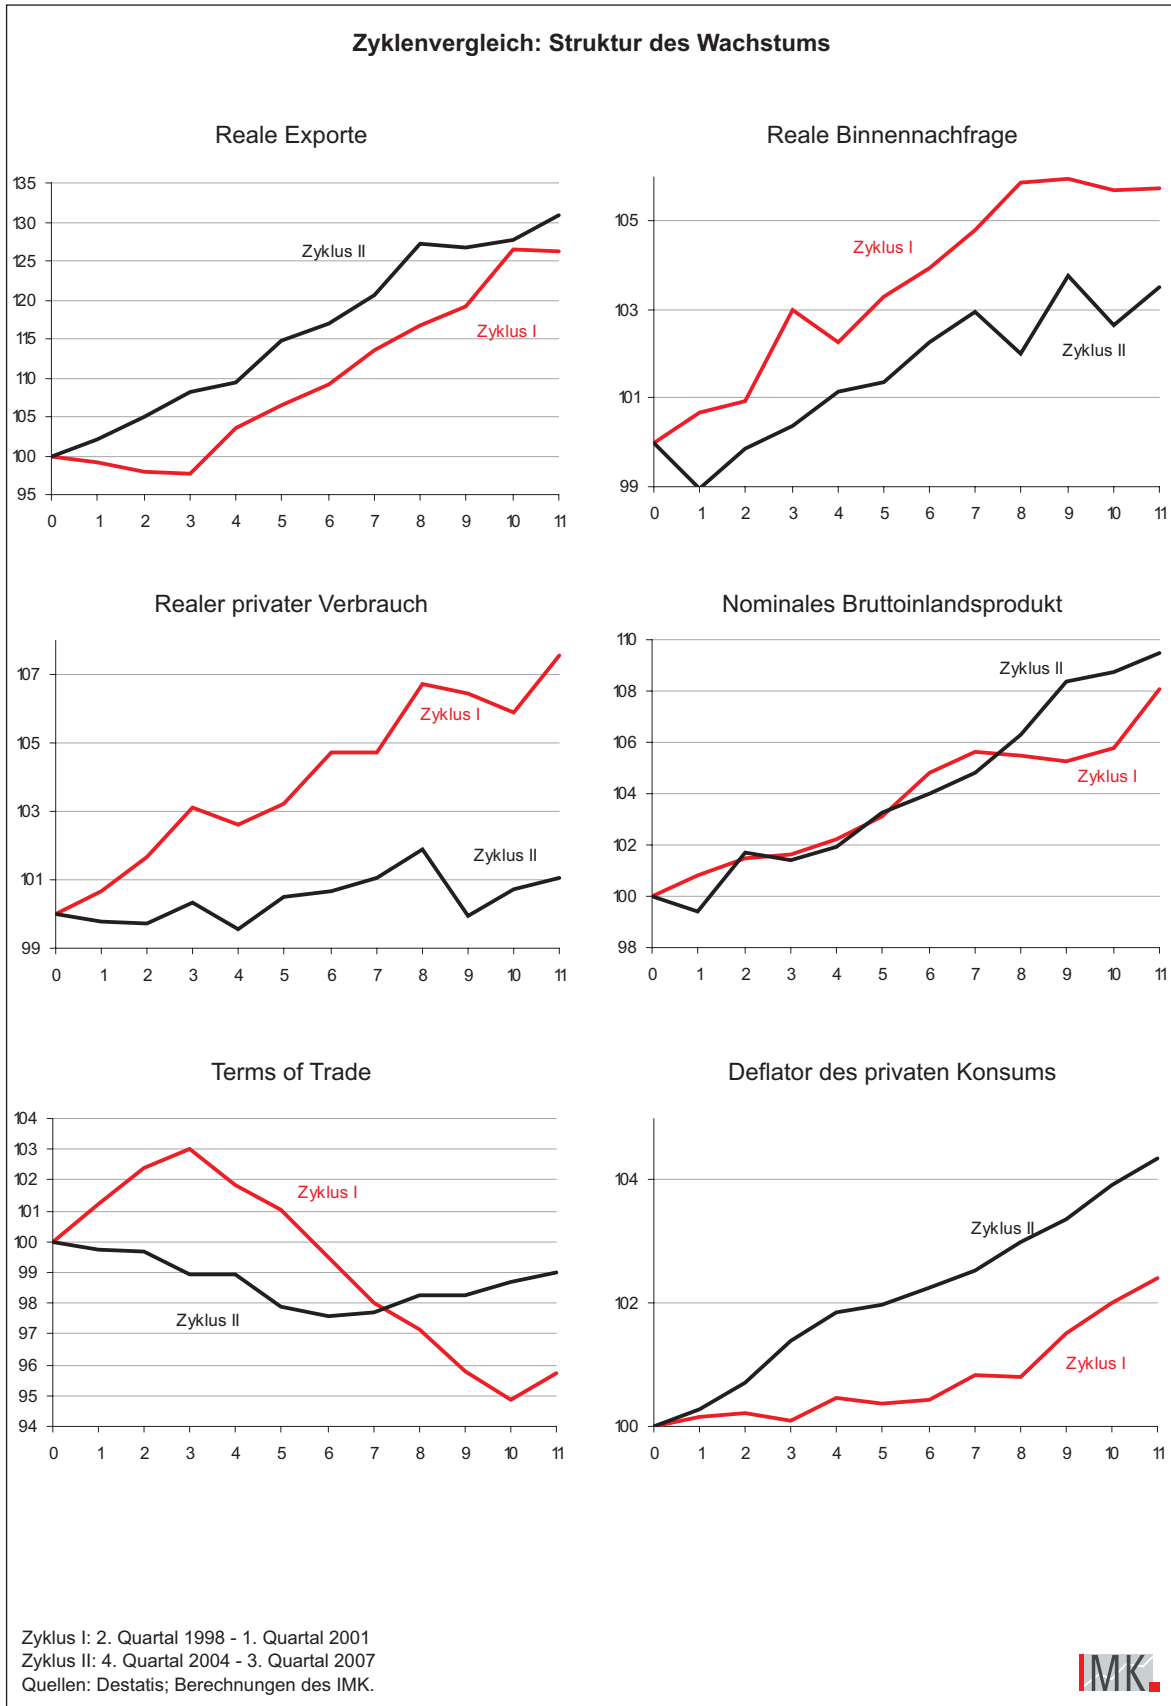 Zyklenvergleich: Struktur des Wachstums
Reale Exporte
135
130
125
120
115
110
105
100
95
Zyklus II
Zyklus I
0 1 2 3 4 5 6 7 8 9 10 11
Reale Binnennachfrage
105
103
101
99
Zyklus I
Zyklus II
0 1 2 3 4 5 6 7 8 9 10 11
Realer privater Verbrauch
107
105
103
101
99
Zyklus I
Zyklus II
0 1 2 3 4 5 6 7 8 9 10 11
Nominales Bruttoinlandsprodukt
110
108
106
104
102
100
98
Zyklus II
Zyklus I
0 1 2 3 4 5 6 7 8 9 10 11
Terms of Trade
104
103
102
101
100
99
98
97
96
95
94
Zyklus I
Zyklus II
0 1 2 3 4 5 6 7 8 9 10 11
Deflator des privaten Konsums
104
102
100
Zyklus II
Zyklus I
0 1 2 3 4 5 6 7 8 9 10 11
Zyklus I: 2. Quartal 1998 - 1. Quartal 2001
Zyklus II: 4. Quartal 2004 - 3. Quartal 2007
Quellen: Destatis; Berechnungen des IMK.
IMK